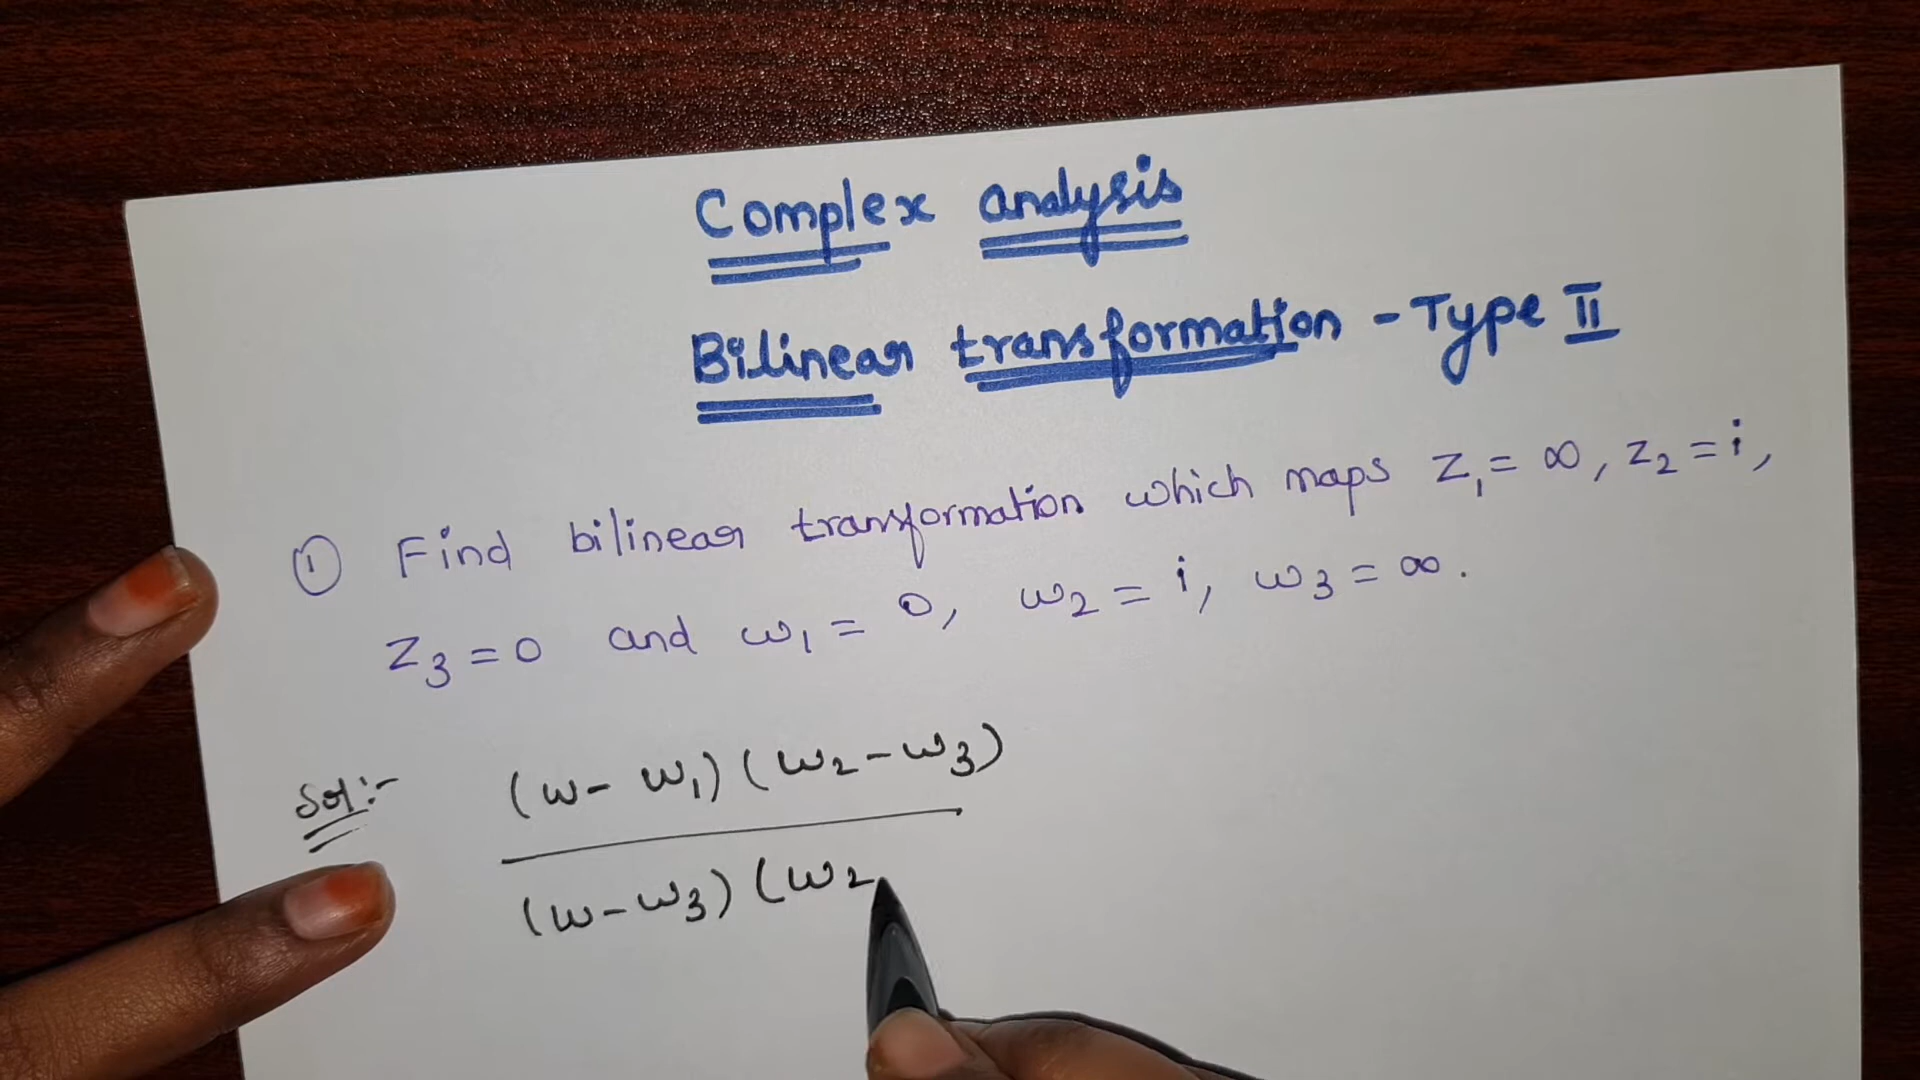 Complex analysis
Bilinear transformation - Type II
① Find bilinear transformation which maps z₁ = ∞, z₂ = i,
z₃ = 0 and ω₁ = 0, ω₂ = i, ω₃ = ∞.
Sol:- (ω - ω₁) (ω₂ - ω₃)
(ω - ω₃) (ω₂